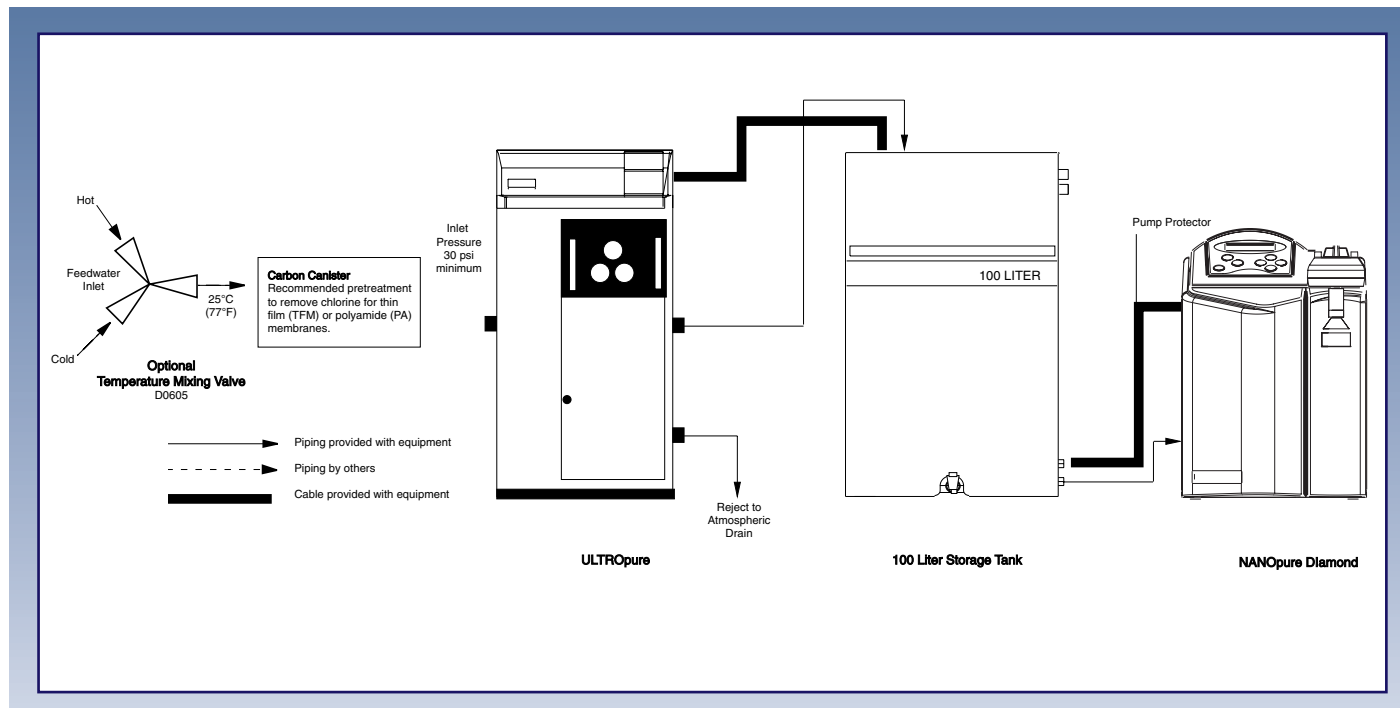 Hot
Feedwater
Inlet
Cold
25°C
(77°F)
Optional
Temperature Mixing Valve
D0605
Carbon Canister
Recommended pretreatment
to remove chlorine for thin
film (TFM) or polyamide (PA)
membranes.
Inlet
Pressure
30 psi
minimum
Piping provided with equipment
Piping by others
Cable provided with equipment
Reject to
Atmospheric
Drain
ULTROpure
100 LITER
100 Liter Storage Tank
Pump Protector
NANOpure Diamond